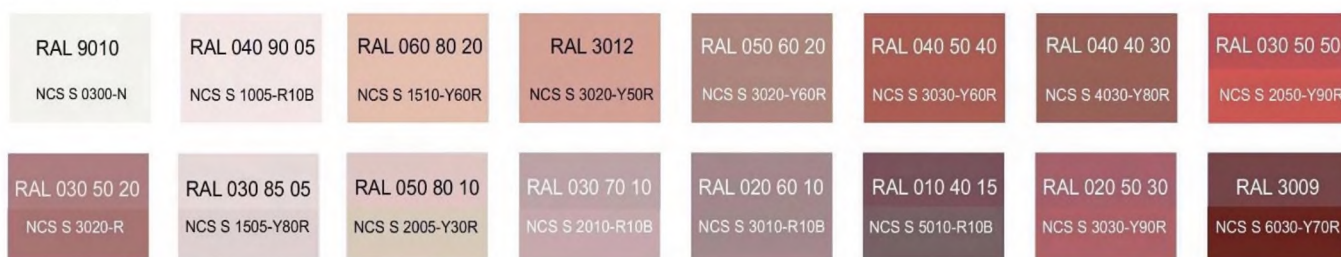 RAL 9010
NCS S 0300-N
RAL 040 90 05
NCS S 1005-R10B
RAL 060 80 20
NCS S 1510-Y60R
RAL 3012
NCS S 3020-Y50R
RAL 050 60 20
NCS S 3020-Y60R
RAL 040 50 40
NCS S 3030-Y60R
RAL 040 40 30
NCS S 4030-Y80R
RAL 030 50 50
NCS S 2050-Y90R
RAL 030 50 20
NCS S 3020-R
RAL 030 85 05
NCS S 1505-Y80R
RAL 050 80 10
NCS S 2005-Y30R
RAL 030 70 10
NCS S 2010-R10B
RAL 020 60 10
NCS S 3010-R10B
RAL 010 40 15
NCS S 5010-R10B
RAL 020 50 30
NCS S 3030-Y90R
RAL 3009
NCS S 6030-Y70R